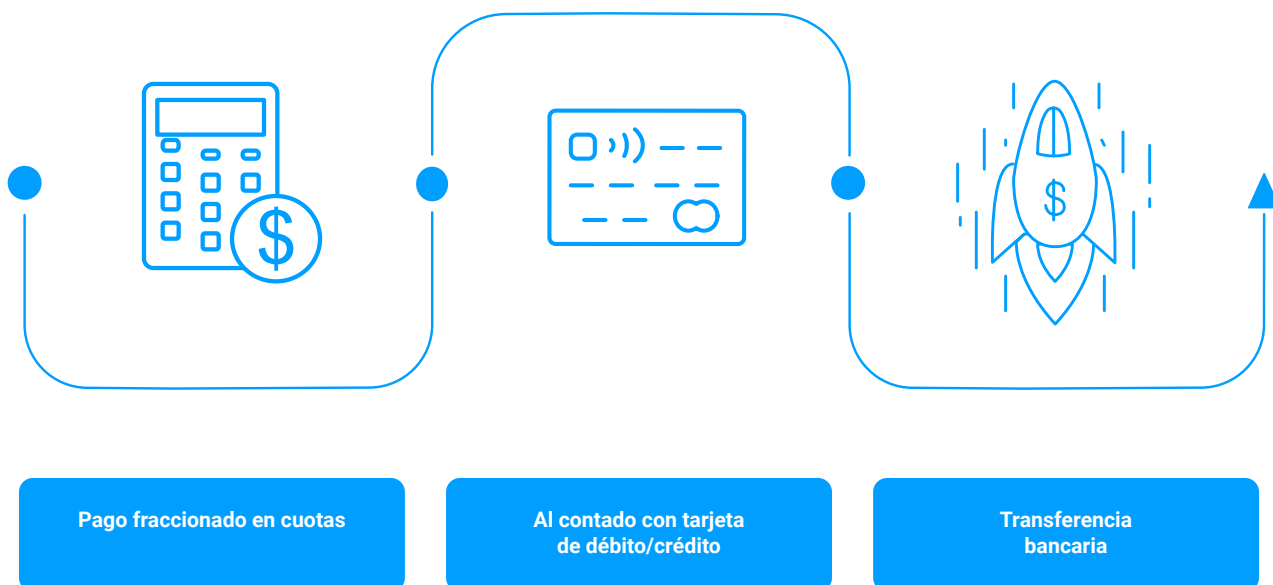 $
$
Pago fraccionado en cuotas
Al contado con tarjeta
de débito/crédito
Transferencia
bancaria